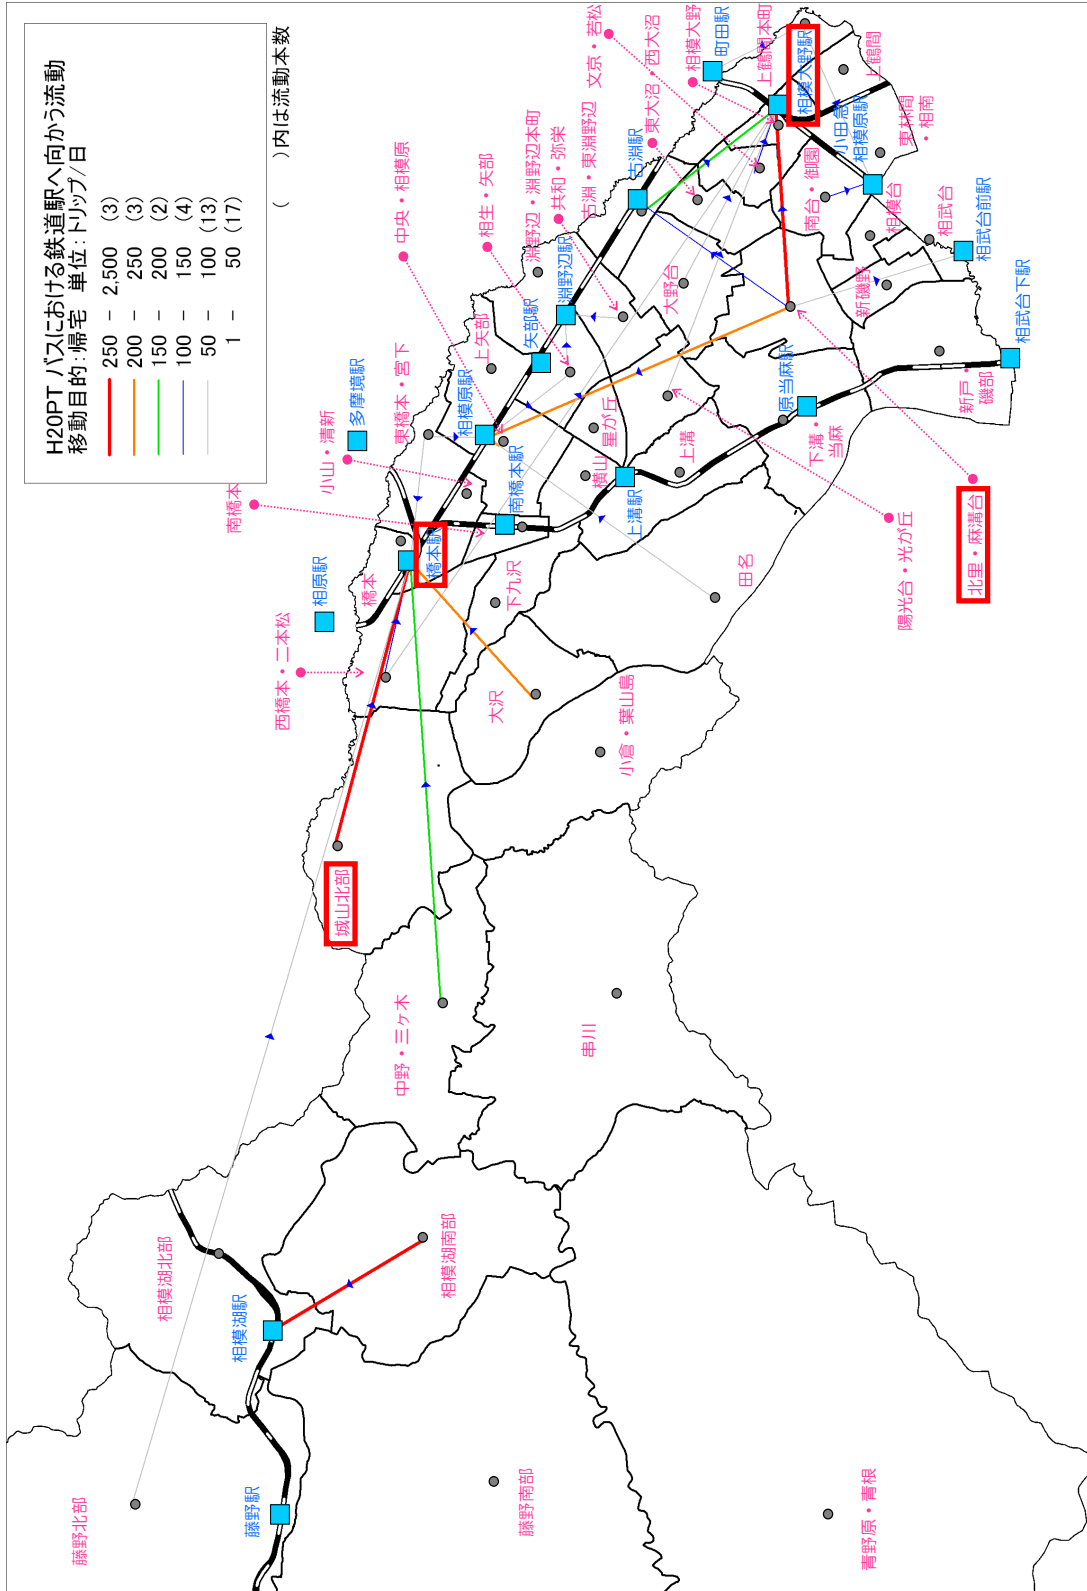 H20PT バスにおける鉄道駅へ向かう流動
移動目的：帰宅　単位：トリップ/日
250 － 2,500 (3)
200 － 250 (3)
150 － 200 (2)
100 － 150 (4)
50 － 100 (13)
1 － 50 (17)
( )内は流動本数
藤野北部
藤野駅
藤野南部
青野原・青根
相模湖北部
相模湖駅
相模湖南部
中野・三ヶ木
串川
城山北部
西橋本・二本松
相原駅
橋本
橋本駅
大沢
小倉・葉山島
下九沢
田名
南橋本
小山・清新
南橋本駅
多摩境駅
東橋本・宮下
相模原駅
上矢部
矢部駅
中央・相模原
相生・矢部
淵野辺・淵野辺本町
淵野辺駅
共和・弥栄
古淵・東淵野辺
古淵駅
横山
星が丘
上溝駅
上溝
大野台
陽光台・光が丘
下溝・
当麻
原当麻駅
北里・麻溝台
東大沼・西大沼
文京・若松
相模大野
町田駅
上鶴間本町
相模大野駅
上鶴間
東林間
・相南
小田急
相模原駅
南台・御園
相模台
相武台
相武台前駅
新磯野
新戸・
磯部
相武台下駅